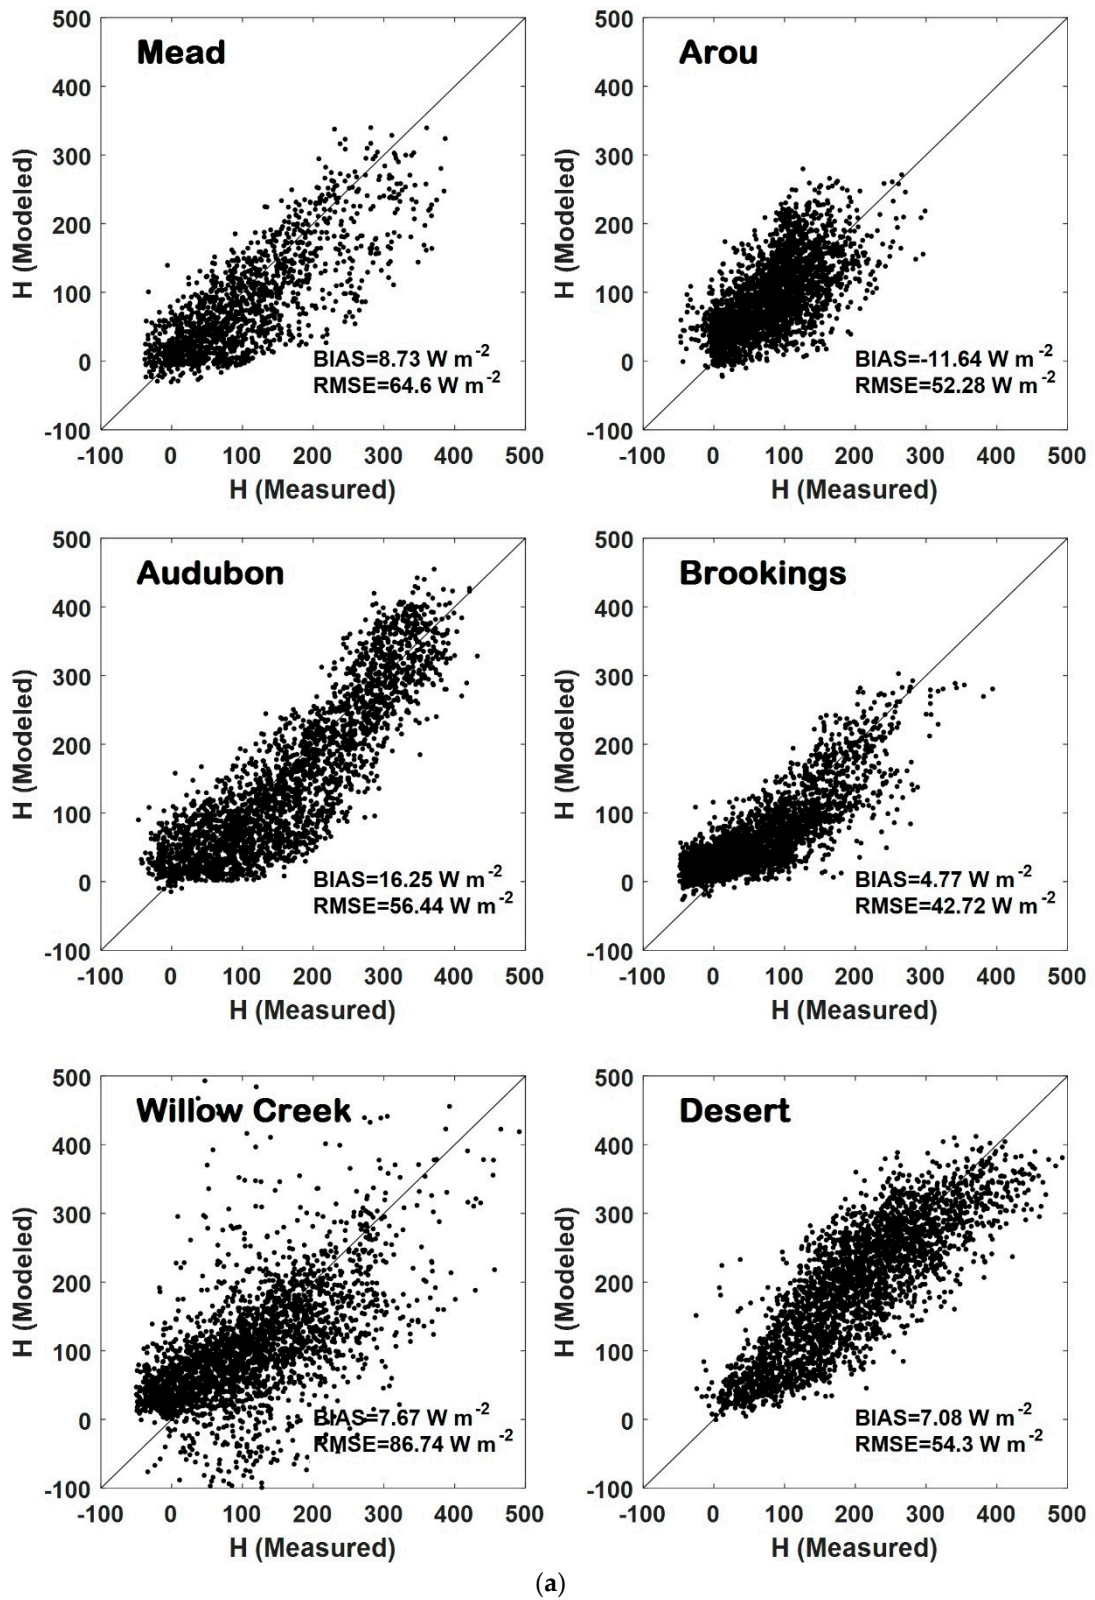 Mead
500
400
300
200
100
0
-100
-100 0 100 200 300 400 500
H (Modeled)
H (Measured)
BIAS=8.73 W m-2
RMSE=64.6 W m-2
Arou
500
400
300
200
100
0
-100
-100 0 100 200 300 400 500
H (Modeled)
H (Measured)
BIAS=-11.64 W m-2
RMSE=52.28 W m-2
Audubon
500
400
300
200
100
0
-100
-100 0 100 200 300 400 500
H (Modeled)
H (Measured)
BIAS=16.25 W m-2
RMSE=56.44 W m-2
Brookings
500
400
300
200
100
0
-100
-100 0 100 200 300 400 500
H (Modeled)
H (Measured)
BIAS=4.77 W m-2
RMSE=42.72 W m-2
Willow Creek
500
400
300
200
100
0
-100
-100 0 100 200 300 400 500
H (Modeled)
H (Measured)
BIAS=7.67 W m-2
RMSE=86.74 W m-2
Desert
500
400
300
200
100
0
-100
-100 0 100 200 300 400 500
H (Modeled)
H (Measured)
BIAS=7.08 W m-2
RMSE=54.3 W m-2
(a)